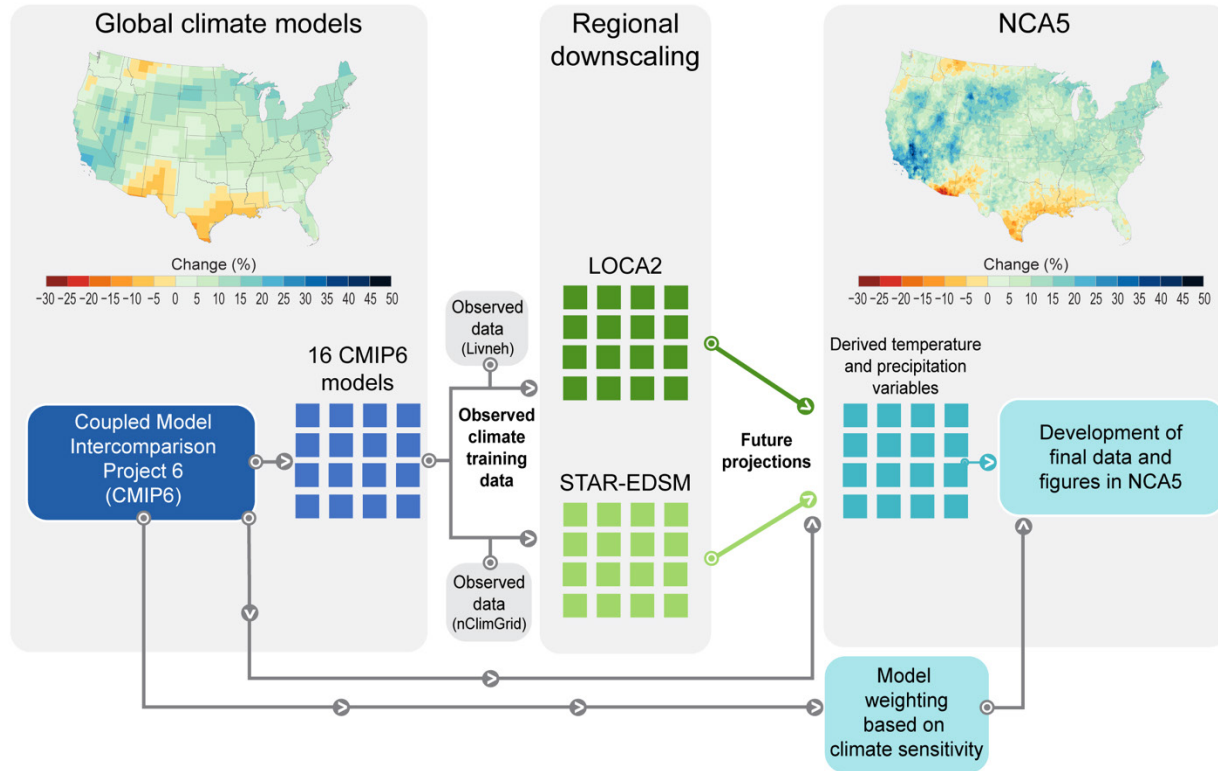 Global climate models
Change (%)
−30 −25 −20 −15 −10 −5 0 5 10 15 20 25 30 35 40 45 50
Coupled Model
Intercomparison
Project 6
(CMIP6)
16 CMIP6
models
Observed
data
(Livneh)
Observed
climate
training
data
Observed
data
(nClimGrid)
Regional
downscaling
LOCA2
STAR-EDSM
Future
projections
NCA5
Change (%)
−30 −25 −20 −15 −10 −5 0 5 10 15 20 25 30 35 40 45 50
Derived temperature
and precipitation
variables
Development of
final data and
figures in NCA5
Model
weighting
based on
climate sensitivity